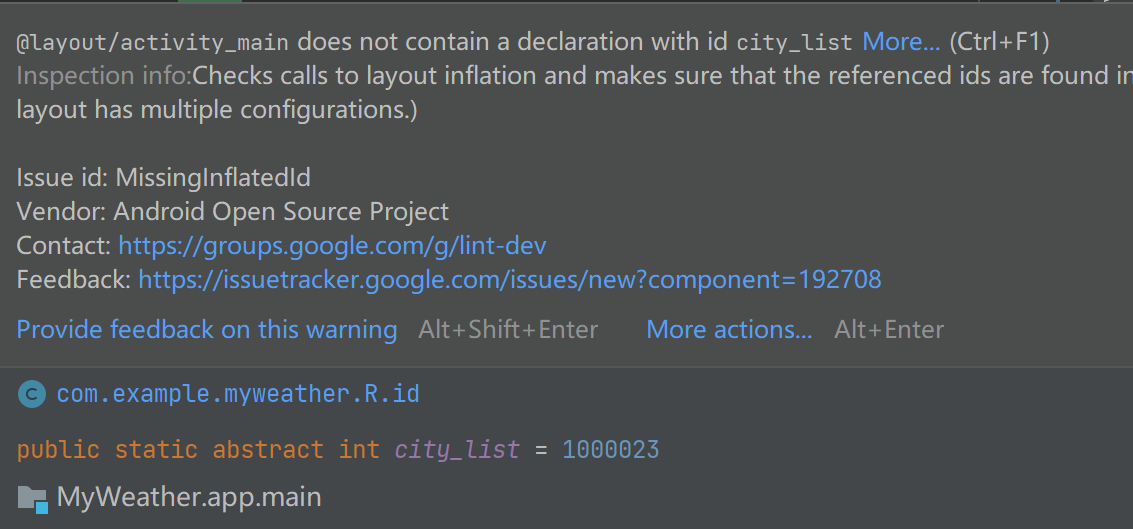 @layout/activity_main does not contain a declaration with id city_list More... (Ctrl+F1)
Inspection info:Checks calls to layout inflation and makes sure that the referenced ids are found in
layout has multiple configurations.)
Issue id: MissingInflatedId
Vendor: Android Open Source Project
Contact: https://groups.google.com/g/lint-dev
Feedback: https://issuetracker.google.com/issues/new?component=192708
Provide feedback on this warning Alt+Shift+Enter More actions... Alt+Enter
C com.example.myweather.R.id
public static abstract int city_list = 1000023
MyWeather.app.main